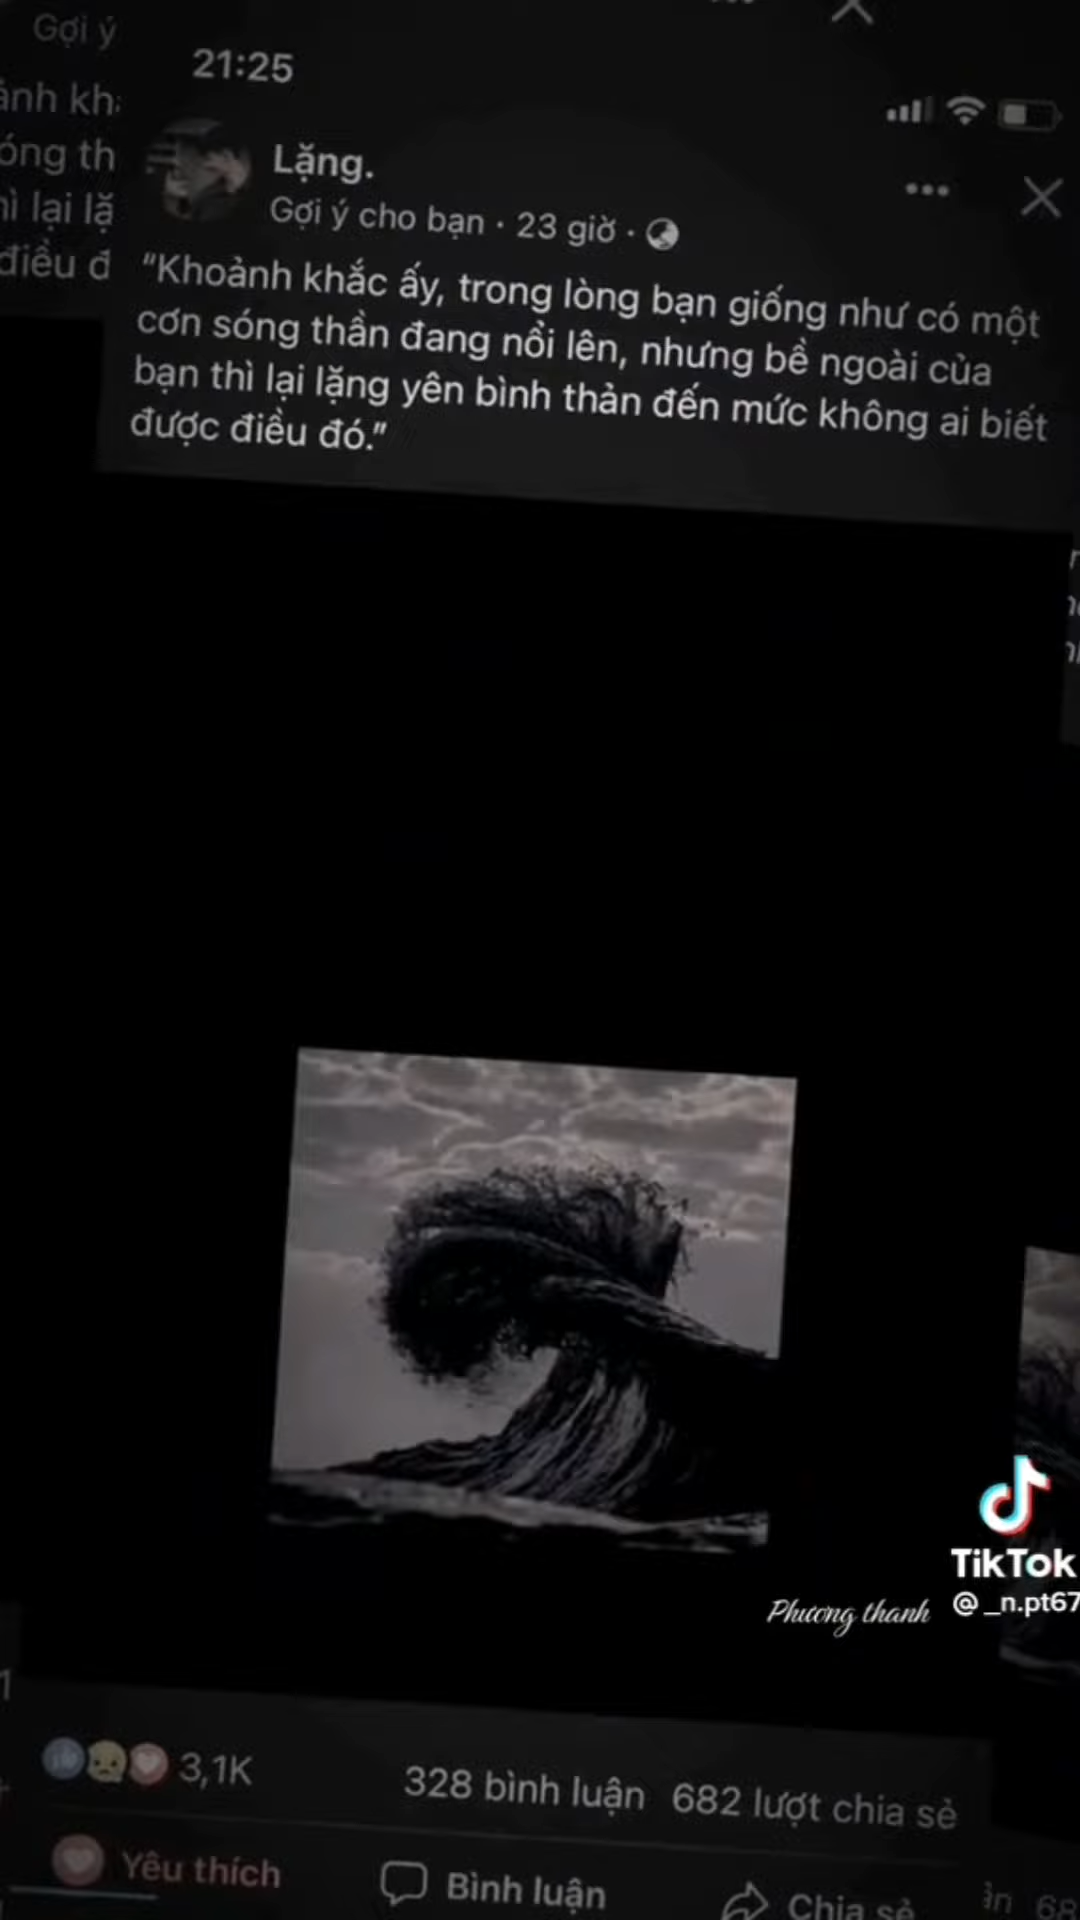 Gợi ý
21:25
Lặng.
Gợi ý cho bạn · 23 giờ ·
“Khoảnh khắc ấy, trong lòng bạn giống như có một
cơn sóng thần đang nổi lên, nhưng bề ngoài của
bạn thì lại lặng yên bình thản đến mức không ai biết
được điều đó.”
TikTok
@_n.pt67
Phương thanh
3,1K
328 bình luận 682 lượt chia sẻ
Yêu thích
Bình luận
Chia sẻ